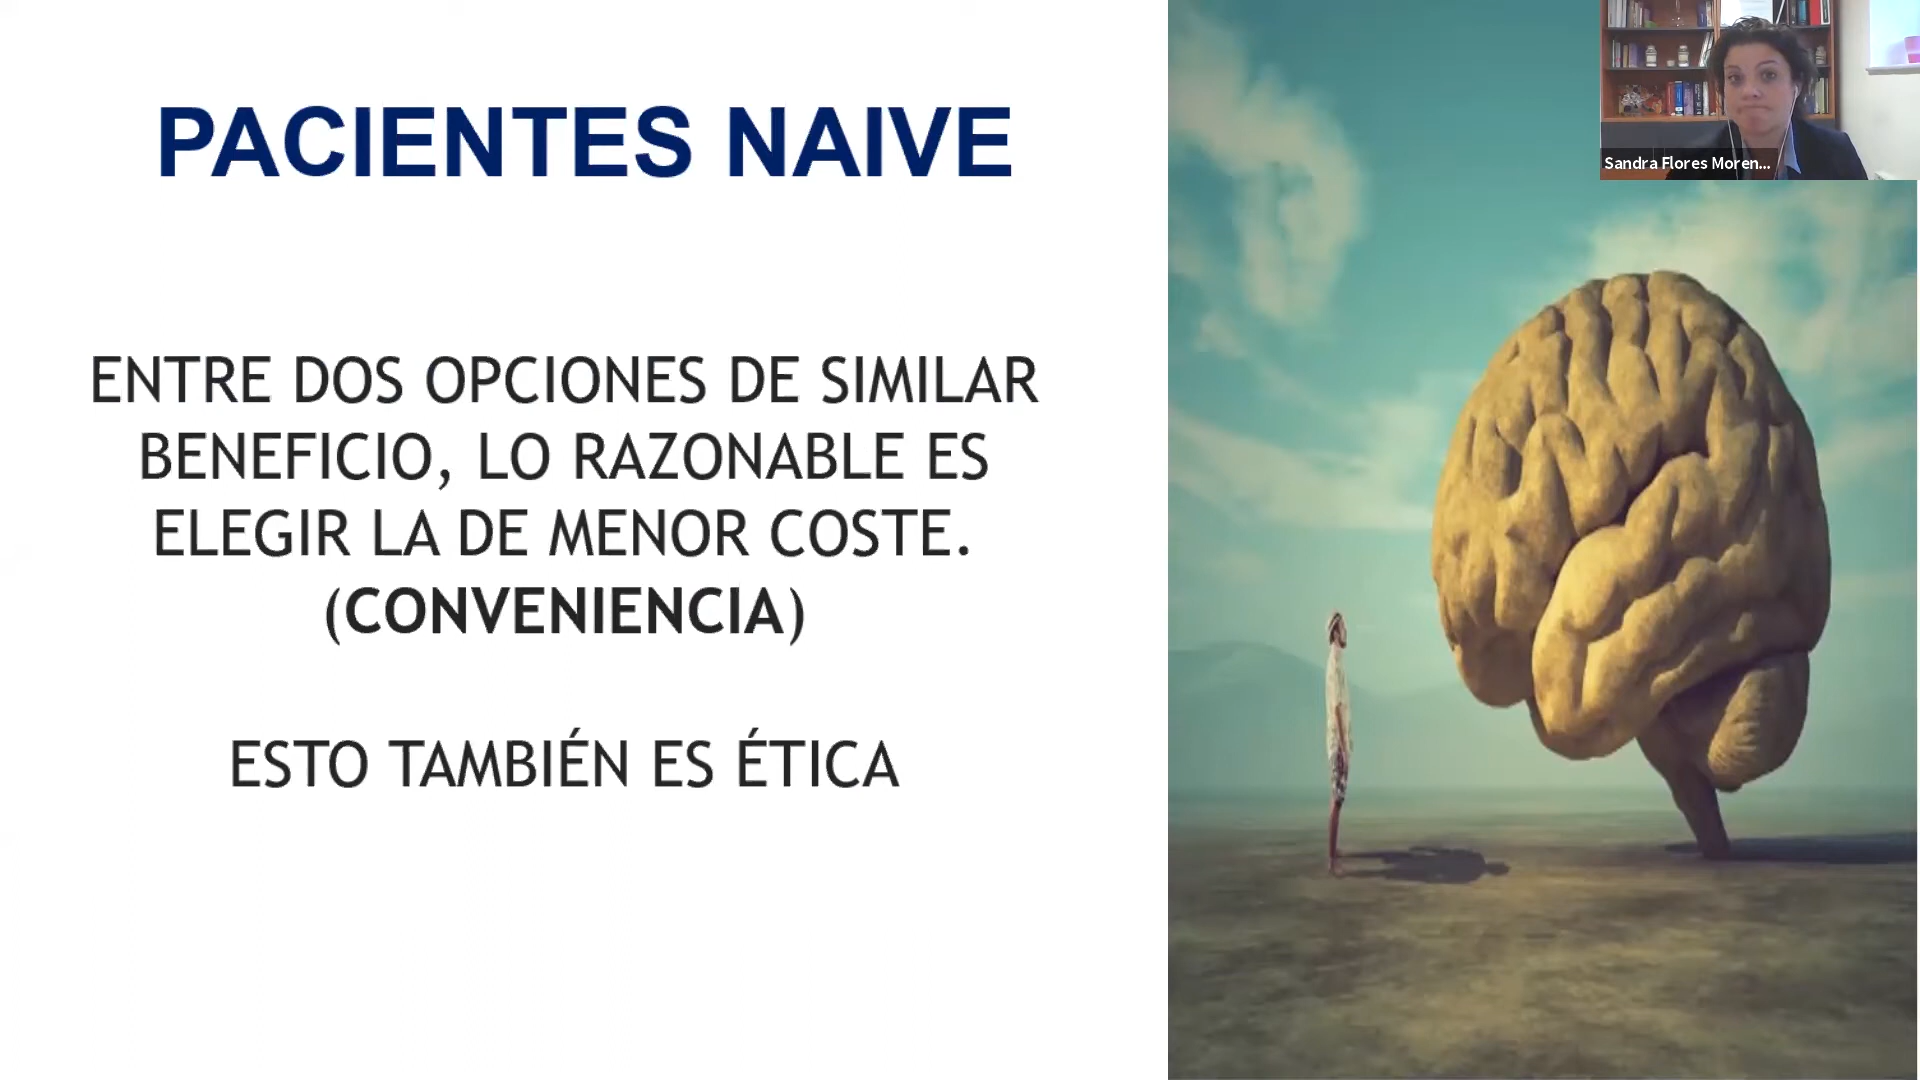 PACIENTES NAIVE
ENTRE DOS OPCIONES DE SIMILAR
BENEFICIO, LO RAZONABLE ES
ELEGIR LA DE MENOR COSTE.
(CONVENIENCIA)
ESTO TAMBIÉN ES ÉTICA
Sandra Flores Moren...